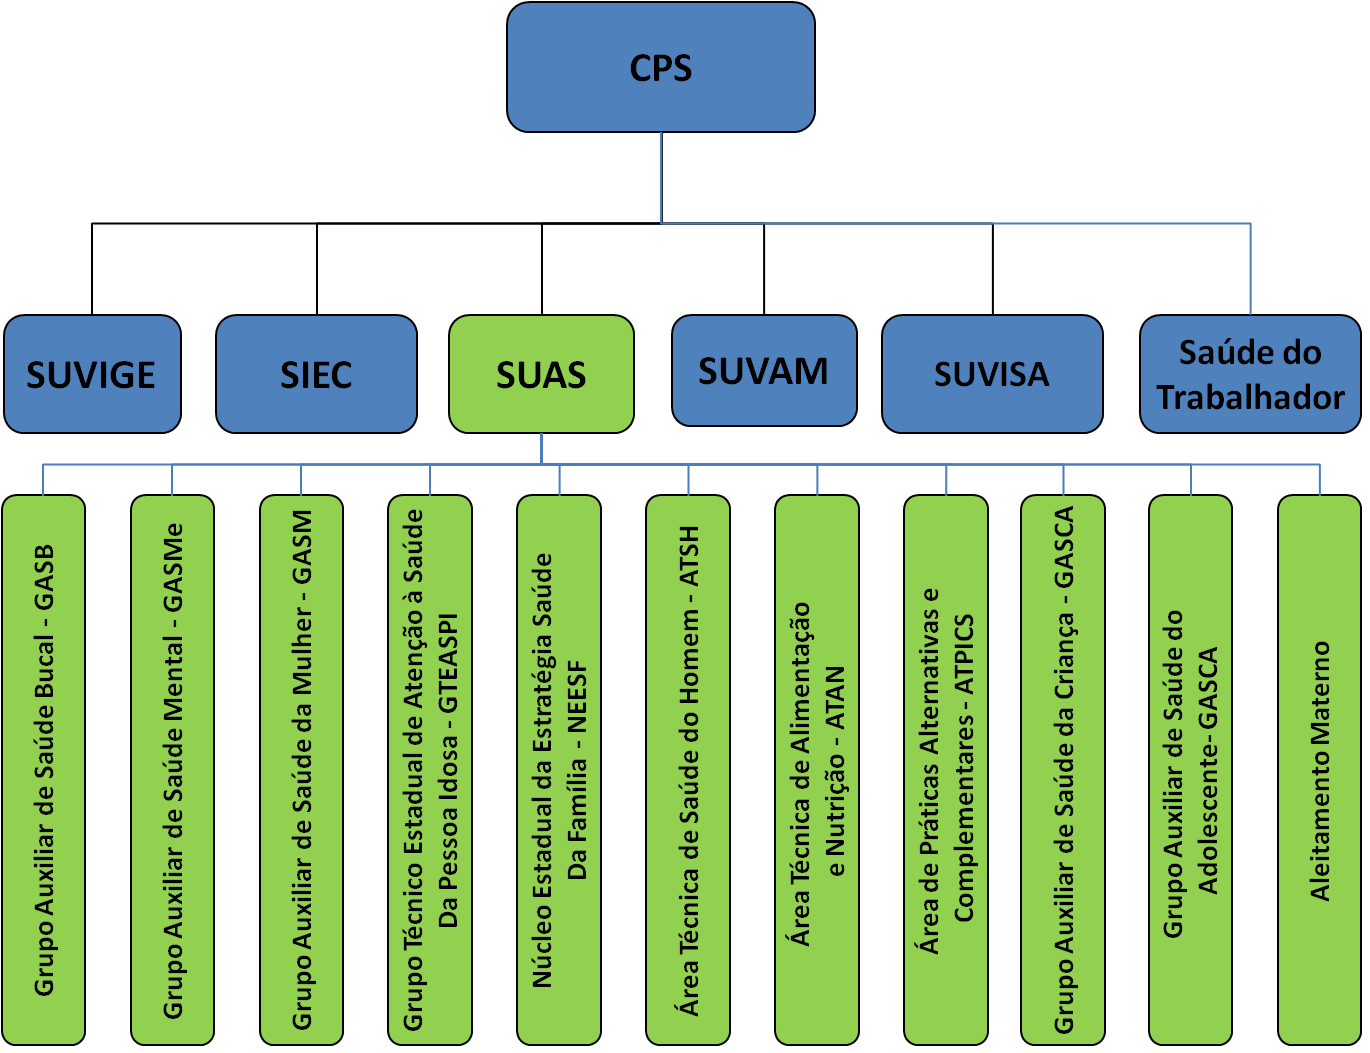 CPS
SUVIGE
SIEC
SUAS
SUVAM
SUVISA
Saúde do
Trabalhador
Grupo Auxiliar de Saúde Bucal - GASB
Grupo Auxiliar de Saúde Mental - GASMe
Grupo Auxiliar de Saúde da Mulher - GASM
Grupo Técnico Estadual de Atenção à Saúde
Da Pessoa Idosa - GTEASPI
Núcleo Estadual da Estratégia Saúde
Da Família - NEESF
Área Técnica de Saúde do Homem - ATSH
Área Técnica de Alimentação
e Nutrição - ATAN
Área de Práticas Alternativas e
Complementares - ATPICS
Grupo Auxiliar de Saúde da Criança - GASCA
Grupo Auxiliar de Saúde do
Adolescente- GASCA
Aleitamento Materno